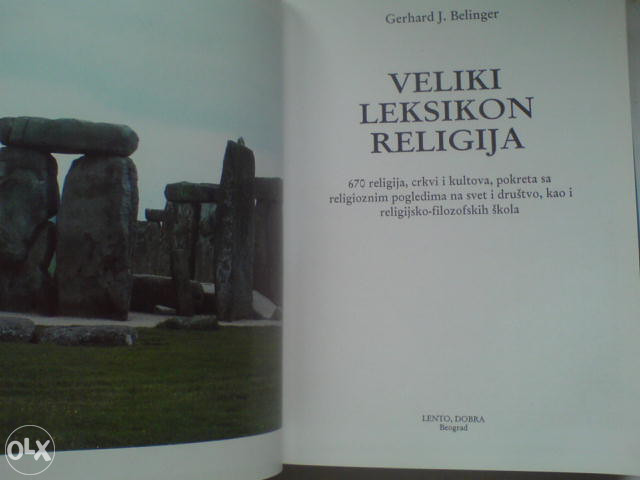 Gerhard J. Belinger
VELIKI
LEKSIKON
RELIGIJA
670 religija, crkvi i kultova, pokreta sa
religioznim pogledima na svet i društvo, kao i
religijsko-filozofskih škola
LENTO, DOBRA
Beograd
OLX